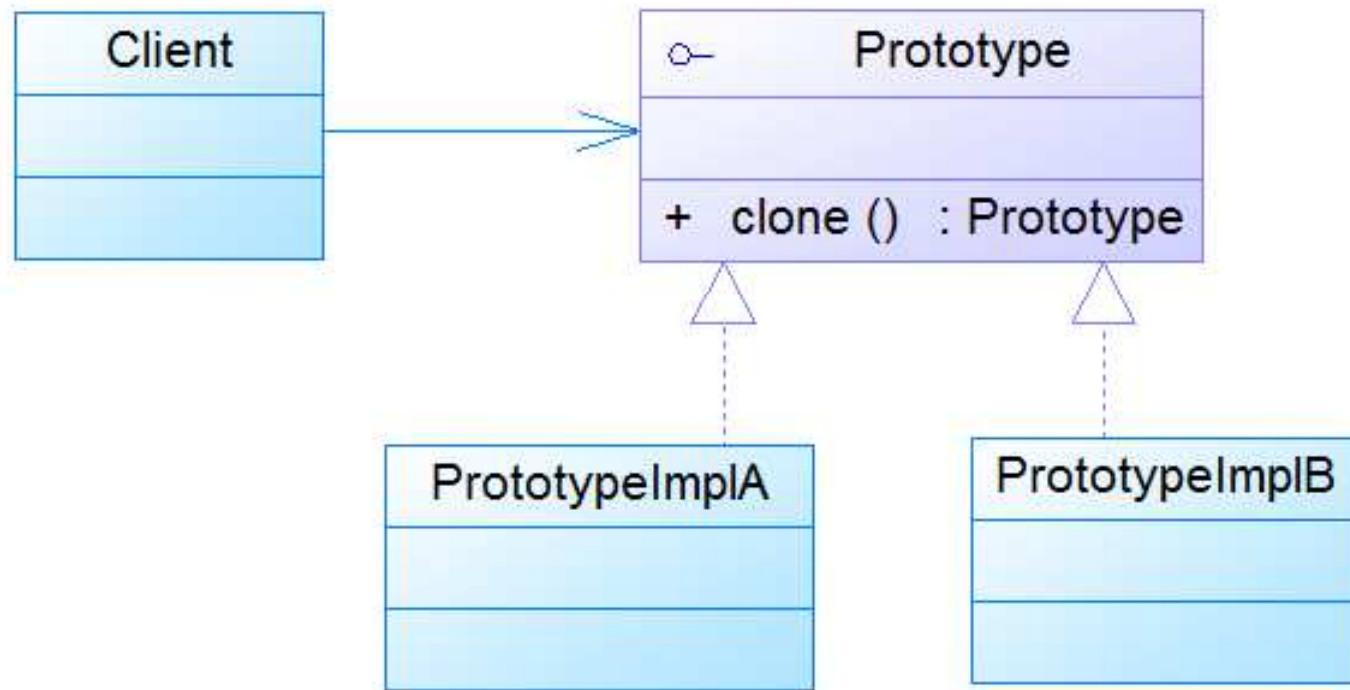 Client
Prototype
+ clone () : Prototype
PrototypeImplA
PrototypeImplB